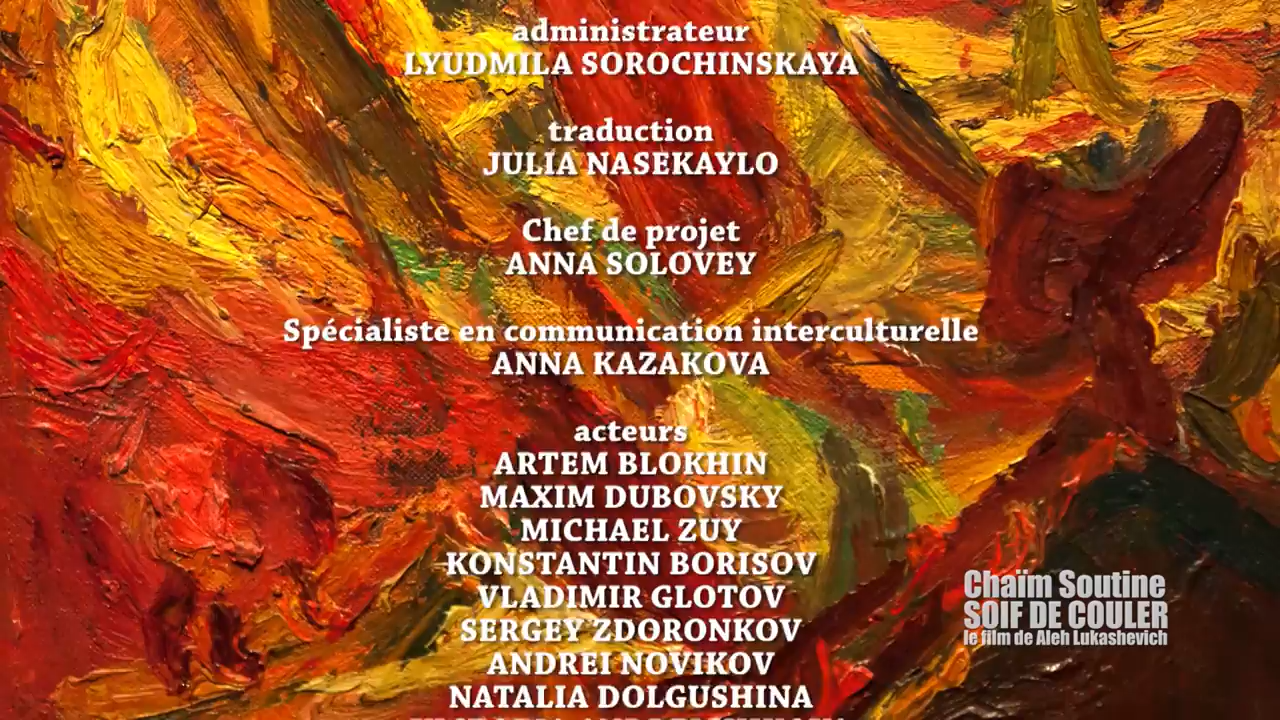 administrateur
LYUDMILA SOROCHINSKAYA
traduction
JULIA NASEKAYLO
Chef de projet
ANNA SOLOVEY
Spécialiste en communication interculturelle
ANNA KAZAKOVA
acteurs
ARTEM BLOKHIN
MAXIM DUBOVSKY
MICHAEL ZUY
KONSTANTIN BORISOV
VLADIMIR GLOTOV
SERGEY ZDORONKOV
ANDREI NOVIKOV
NATALIA DOLGUSHINA
Chaïm Soutine
SOIF DE COULER
le film de Aleh Lukashevich